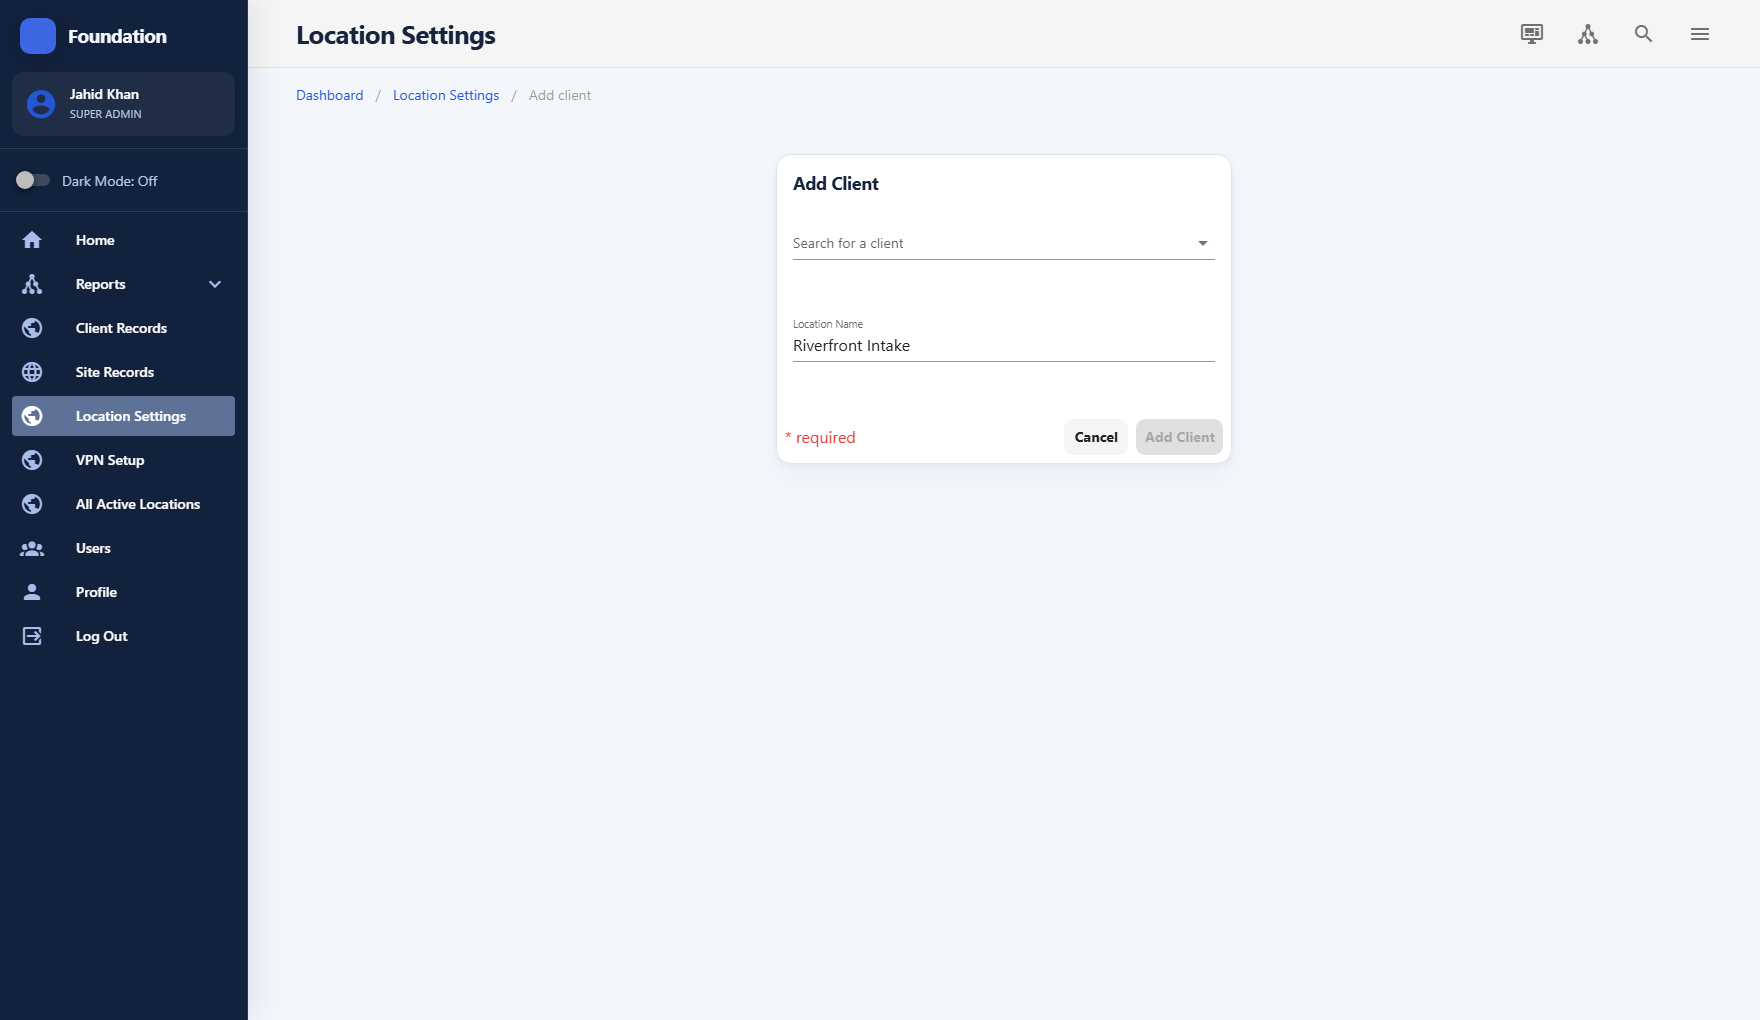 Foundation
Jahid Khan
SUPER ADMIN
Dark Mode: Off
Home
Reports
Client Records
Site Records
Location Settings
VPN Setup
All Active Locations
Users
Profile
Log Out
Location Settings
Dashboard / Location Settings / Add client
Add Client
Search for a client
Location Name
Riverfront Intake
* required
Cancel
Add Client